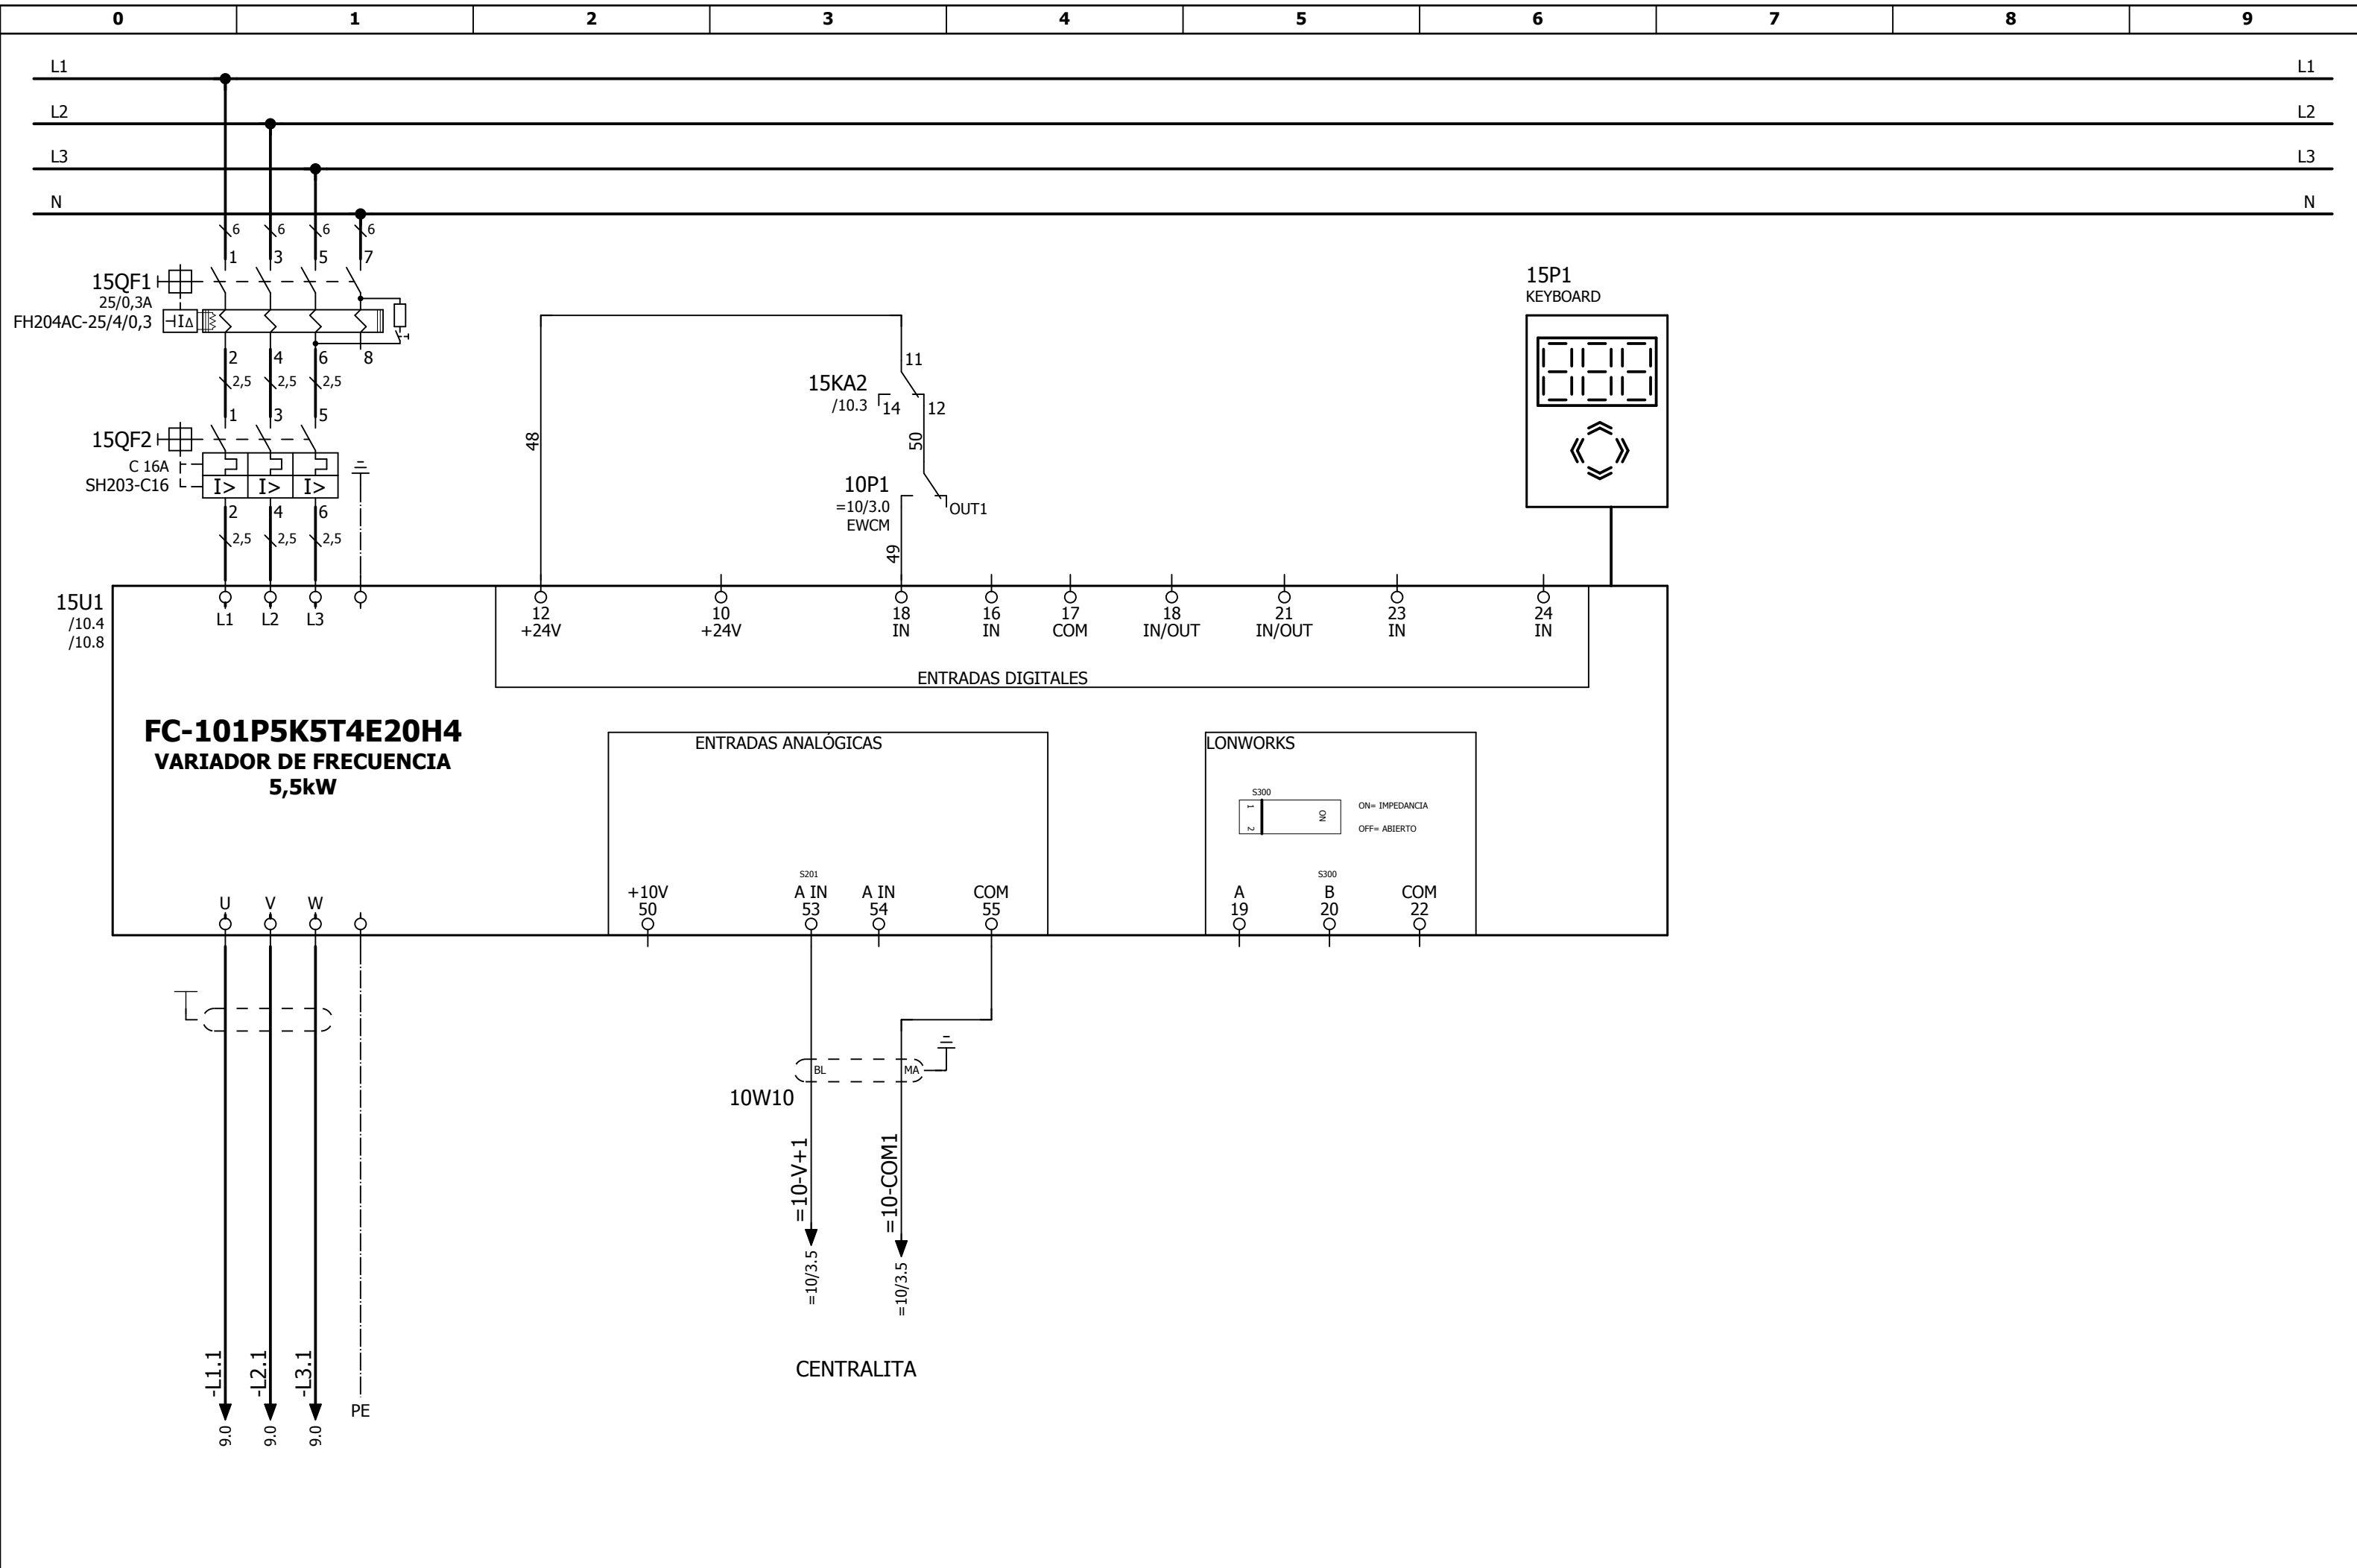 0 1 2 3 4 5 6 7 8 9
L1 L1
L2 L2
L3 L3
N N
6 6 6 6
1 3 5 7
15QF1
25/0,3A
FH204AC-25/4/0,3
I∆
2 4 6 8
2,5 2,5 2,5
1 3 5
15QF2
C 16A
SH203-C16
I> I> I>
2 4 6
2,5 2,5 2,5
48
11
15KA2
/10.3
14 12
50
10P1
=10/3.0
EWCM
OUT1
49
15P1
KEYBOARD
15U1
/10.4
/10.8
L1 L2 L3
12 10 18 16 17 18 21 23 24
+24V +24V IN IN COM IN/OUT IN/OUT IN IN
ENTRADAS DIGITALES
FC-101P5K5T4E20H4
VARIADOR DE FRECUENCIA
5,5kW
ENTRADAS ANALÓGICAS
LONWORKS
S300
1
2
ON
ON= IMPEDANCIA
OFF= ABIERTO
S201
S300
U V W
+10V A IN A IN COM
50 53 54 55
A B COM
19 20 22
BL MA
10W10
=10-V+1
=10-COM1
=10/3.5
=10/3.5
CENTRALITA
-L1.1
-L2.1
-L3.1
PE
9.0
9.0
9.0